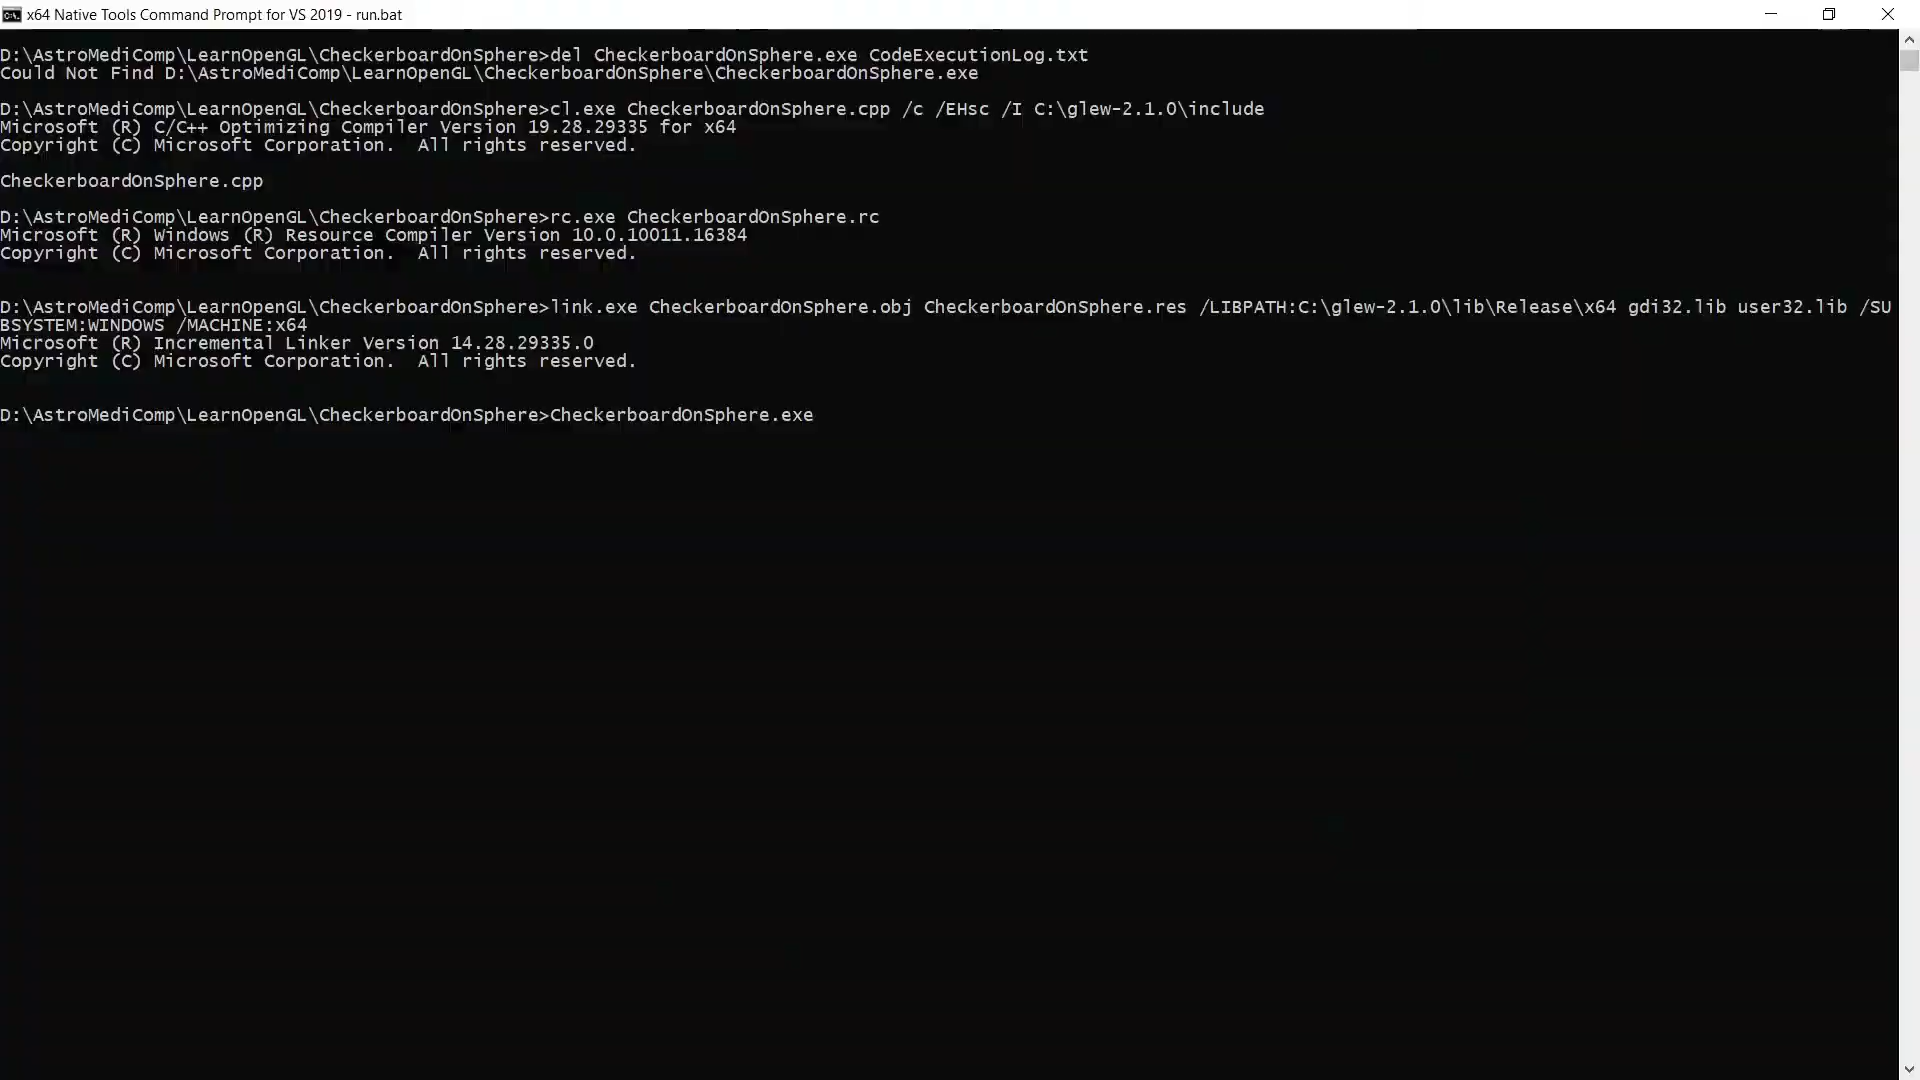 x64 Native Tools Command Prompt for VS 2019 - run.bat
D:\AstroMediComp\LearnOpenGL\CheckerboardOnSphere>del CheckerboardOnSphere.exe CodeExecutionLog.txt
Could Not Find D:\AstroMediComp\LearnOpenGL\CheckerboardOnSphere\CheckerboardOnSphere.exe
D:\AstroMediComp\LearnOpenGL\CheckerboardOnSphere>cl.exe CheckerboardOnSphere.cpp /c /EHsc /I C:\glew-2.1.0\include
Microsoft (R) C/C++ Optimizing Compiler Version 19.28.29335 for x64
Copyright (C) Microsoft Corporation.  All rights reserved.
CheckerboardOnSphere.cpp
D:\AstroMediComp\LearnOpenGL\CheckerboardOnSphere>rc.exe CheckerboardOnSphere.rc
Microsoft (R) Windows (R) Resource Compiler Version 10.0.10011.16384
Copyright (C) Microsoft Corporation.  All rights reserved.
D:\AstroMediComp\LearnOpenGL\CheckerboardOnSphere>link.exe CheckerboardOnSphere.obj CheckerboardOnSphere.res /LIBPATH:C:\glew-2.1.0\lib\Release\x64 gdi32.lib user32.lib /SU
BSYSTEM:WINDOWS /MACHINE:x64
Microsoft (R) Incremental Linker Version 14.28.29335.0
Copyright (C) Microsoft Corporation.  All rights reserved.
D:\AstroMediComp\LearnOpenGL\CheckerboardOnSphere>CheckerboardOnSphere.exe